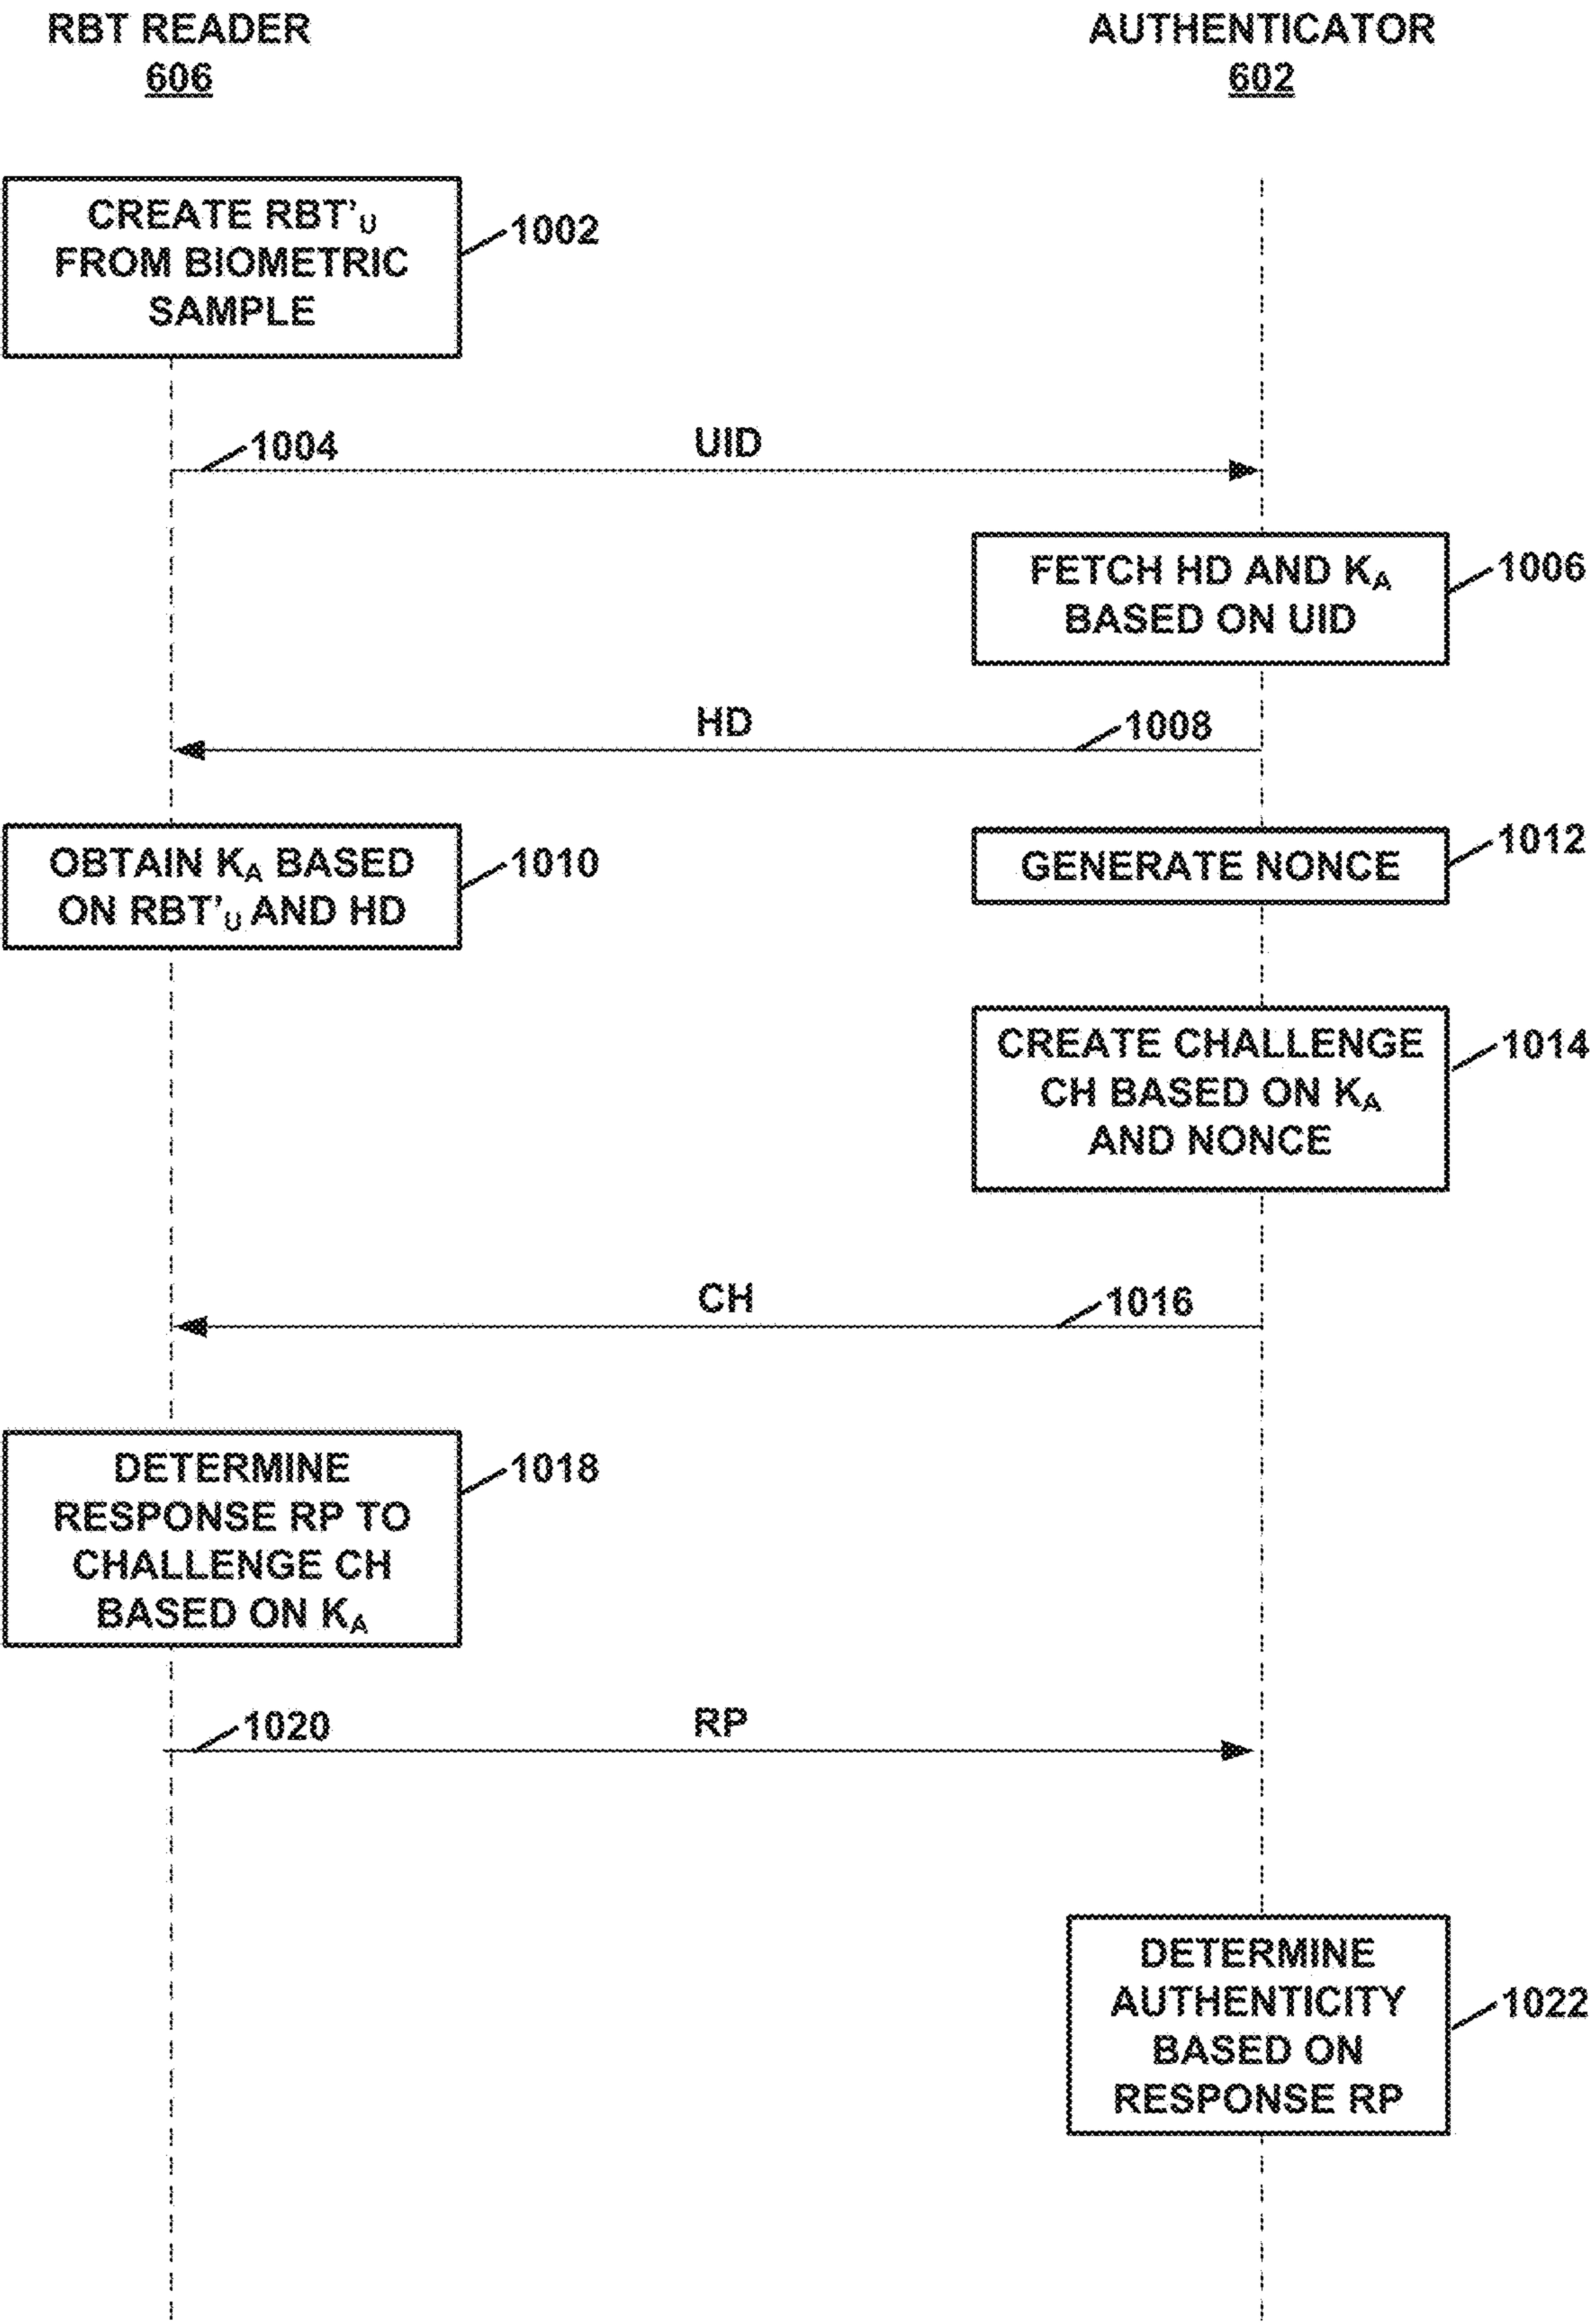 RBT READER
606
AUTHENTICATOR
602
CREATE RBT’U
FROM BIOMETRIC
SAMPLE
1002
1004
UID
FETCH HD AND KA
BASED ON UID
1006
HD
1008
OBTAIN KA BASED
ON RBT’U AND HD
1010
GENERATE NONCE
1012
CREATE CHALLENGE
CH BASED ON KA
AND NONCE
1014
CH
1016
DETERMINE
RESPONSE RP TO
CHALLENGE CH
BASED ON KA
1018
1020
RP
DETERMINE
AUTHENTICITY
BASED ON
RESPONSE RP
1022